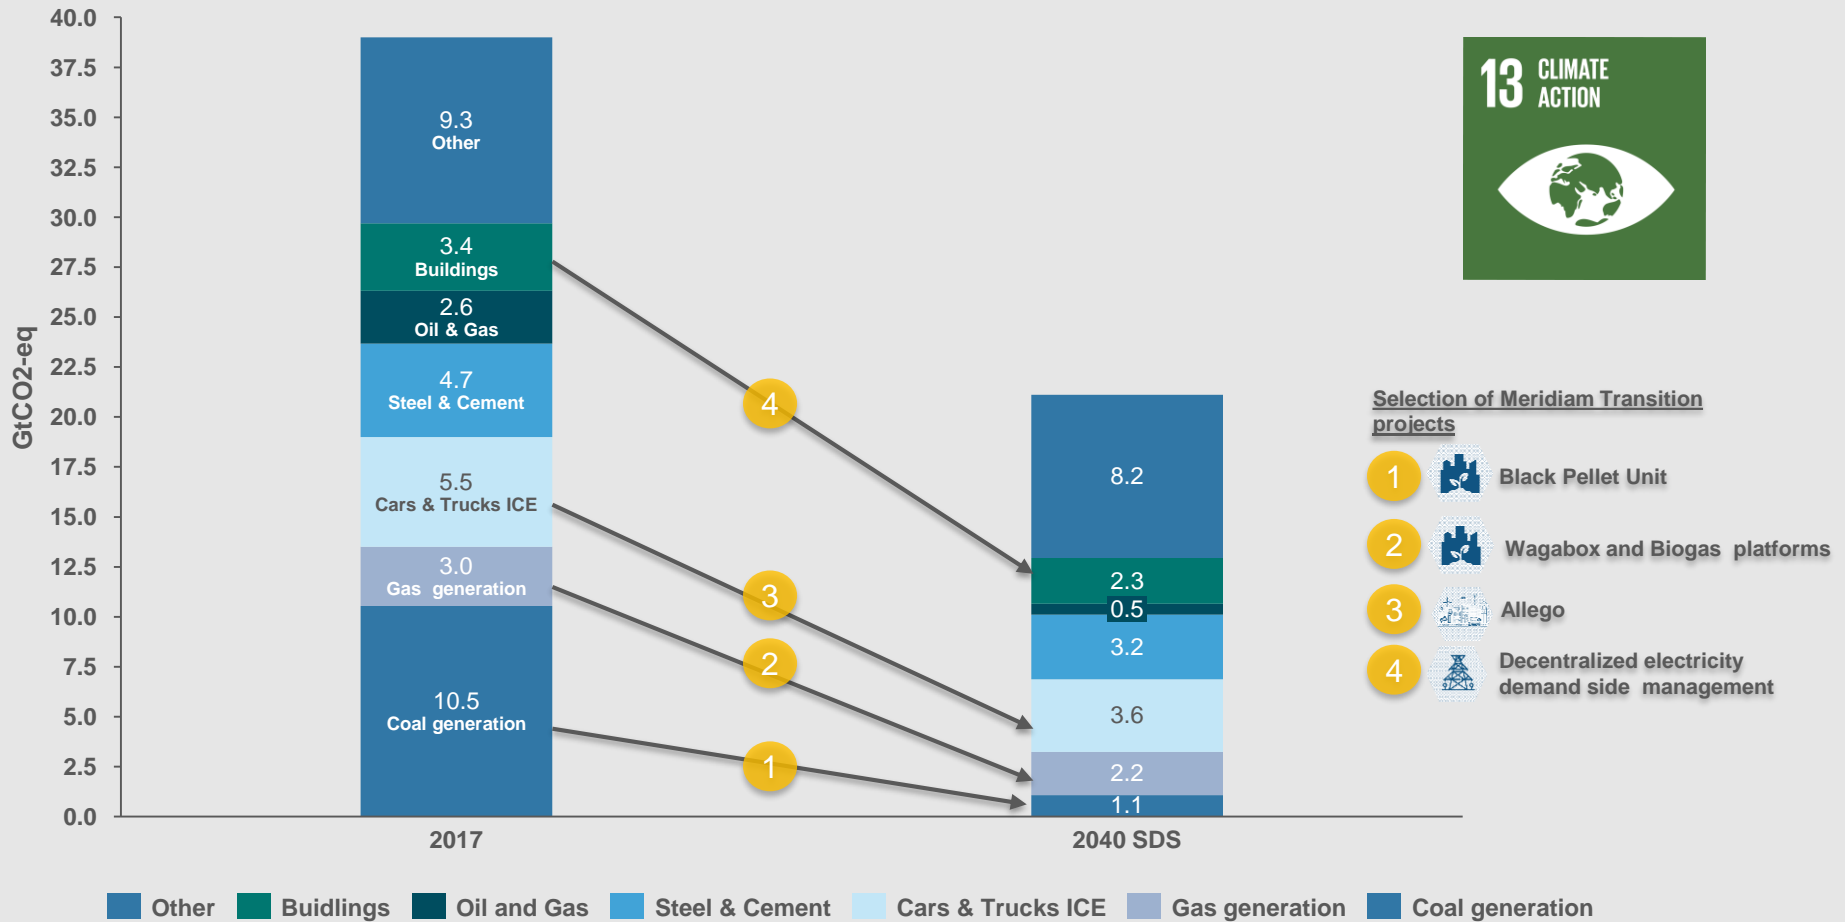 40.0
37.5
35.0
32.5
30.0
27.5
25.0
22.5
20.0
17.5
15.0
12.5
10.0
7.5
5.0
2.5
0.0
GtCO2-eq
9.3
Other
3.4
Buildings
2.6
Oil & Gas
4.7
Steel & Cement
5.5
Cars & Trucks ICE
3.0
Gas generation
10.5
Coal generation
4
3
2
1
8.2
2.3
0.5
3.2
3.6
2.2
1.1
2017
2040 SDS
13 CLIMATE
ACTION
Selection of Meridiam Transition
projects
1 Black Pellet Unit
2 Wagabox and Biogas platforms
3 Allego
4 Decentralized electricity
demand side management
Other Buidlings Oil and Gas Steel & Cement Cars & Trucks ICE Gas generation Coal generation